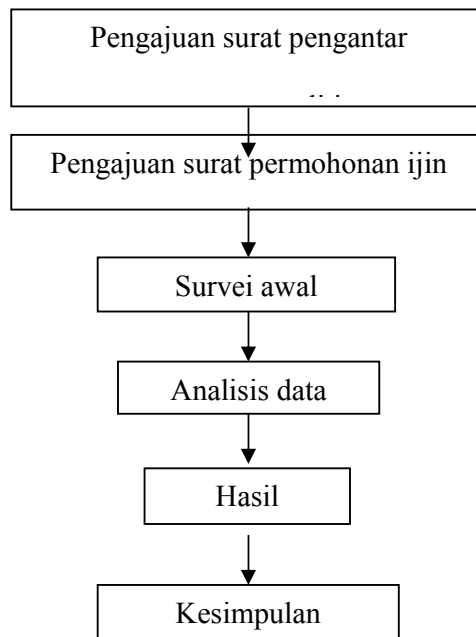 Pengajuan surat pengantar
Pengajuan surat permohonan ijin
Survei awal
Analisis data
Hasil
Kesimpulan